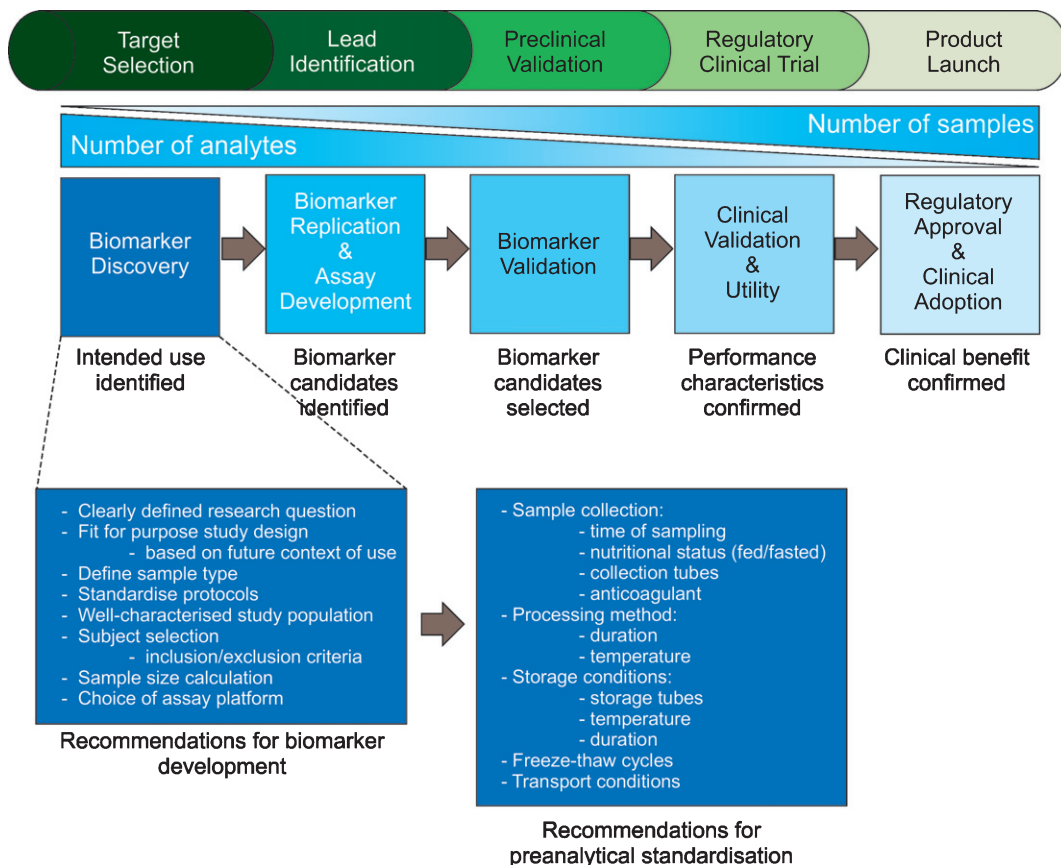 Target
Selection
Lead
Identification
Preclinical
Validation
Regulatory
Clinical Trial
Product
Launch
Number of samples
Number of analytes
Biomarker
Discovery
Biomarker
Replication
&
Assay
Development
Biomarker
Validation
Clinical
Validation
&
Utility
Regulatory
Approval
&
Clinical
Adoption
Intended use
identified
Biomarker
candidates
identified
Biomarker
candidates
selected
Performance
characteristics
confirmed
Clinical benefit
confirmed
- Clearly defined research question
- Fit for purpose study design
- based on future context of use
- Define sample type
- Standardise protocols
- Well-characterised study population
- Subject selection
- inclusion/exclusion criteria
- Sample size calculation
- Choice of assay platform
Recommendations for biomarker
development
- Sample collection:
- time of sampling
- nutritional status (fed/fasted)
- collection tubes
- anticoagulant
- Processing method:
- duration
- temperature
- Storage conditions:
- storage tubes
- temperature
- duration
- Freeze-thaw cycles
- Transport conditions
Recommendations for
preanalytical standardisation